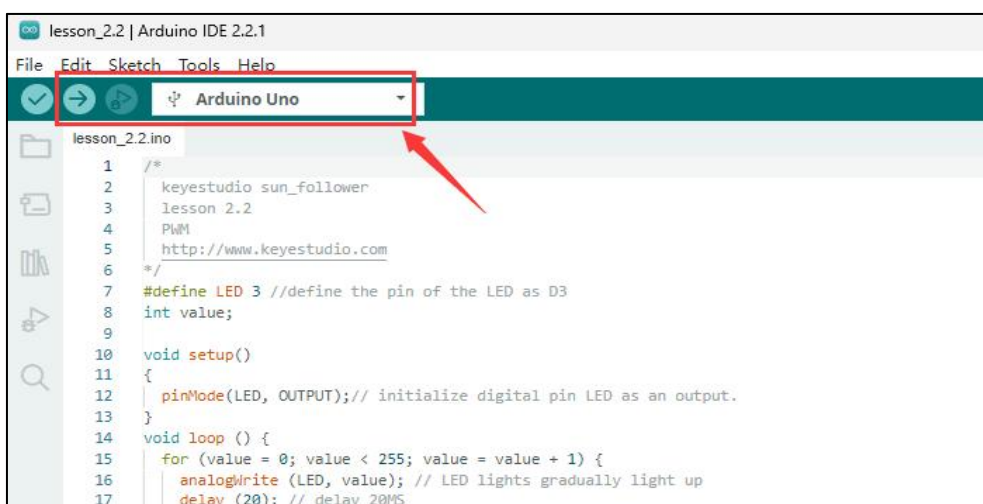 lesson_2.2 | Arduino IDE 2.2.1
File Edit Sketch Tools Help
Arduino Uno
lesson_2.2.ino
1 /*
2 keyestudio sun_follower
3 lesson 2.2
4 PWM
5 http://www.keyestudio.com
6 */
7 #define LED 3 //define the pin of the LED as D3
8 int value;
9
10 void setup()
11 {
12 pinMode(LED, OUTPUT);// initialize digital pin LED as an output.
13 }
14 void loop () {
15 for (value = 0; value < 255; value = value + 1) {
16 analogWrite (LED, value); // LED lights gradually light up
17 delay (20); // delay 20MS